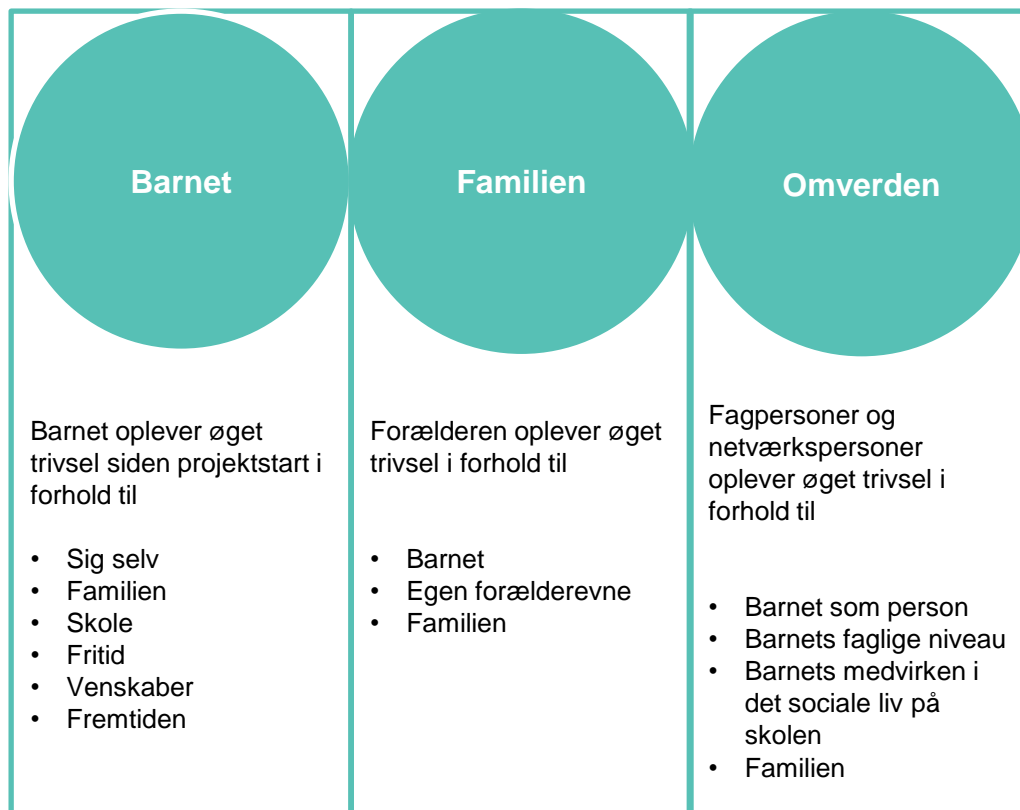 Barnet
Familien
Omverden
Barnet oplever øget
trivsel siden projektstart i
forhold til
• Sig selv
• Familien
• Skole
• Fritid
• Venskaber
• Fremtiden
Forælderen oplever øget
trivsel i forhold til
• Barnet
• Egen forælderevne
• Familien
Fagpersoner og
netværkspersoner
oplever øget trivsel i
forhold til
• Barnet som person
• Barnets faglige niveau
• Barnets medvirken i
det sociale liv på
skolen
• Familien